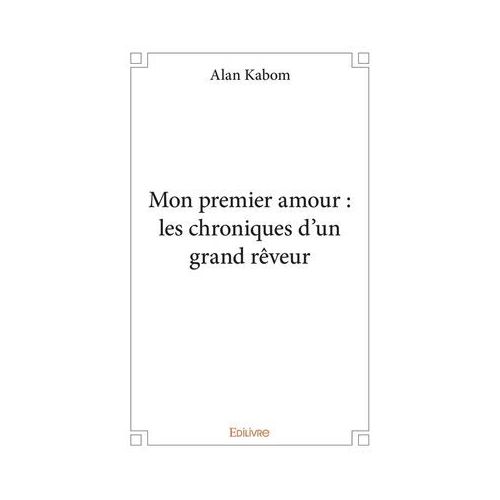 Alan Kabom
Mon premier amour :
les chroniques d’un
grand rêveur
EDILIVRE